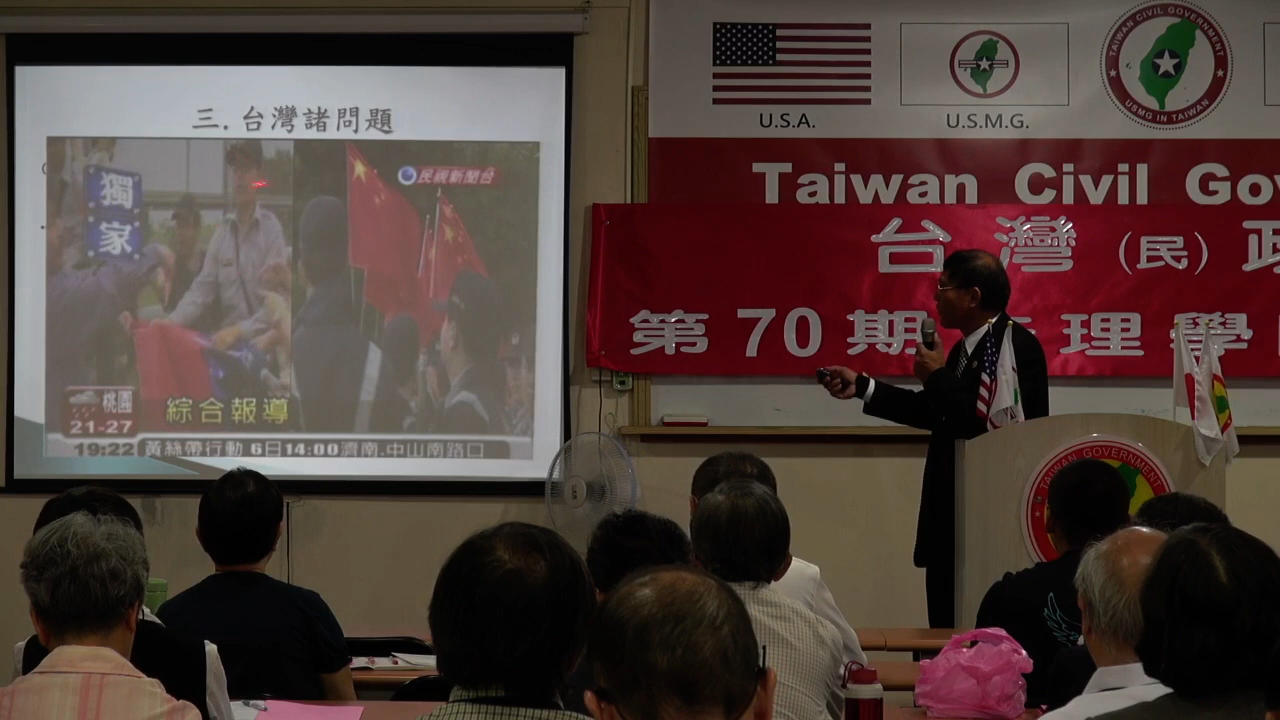 三. 台灣諸問題
獨家
民視新聞台
桃園
21-27
綜合報導
19:22 黃絲帶行動 6日14:00濟南.中山南路口
U.S.A.
U.S.M.G.
TAIWAN CIVIL GOVERNMENT
USMG IN TAIWAN
Taiwan Civil Go
台灣(民)政
第70期
理學
TAIWAN GOVERNMENT